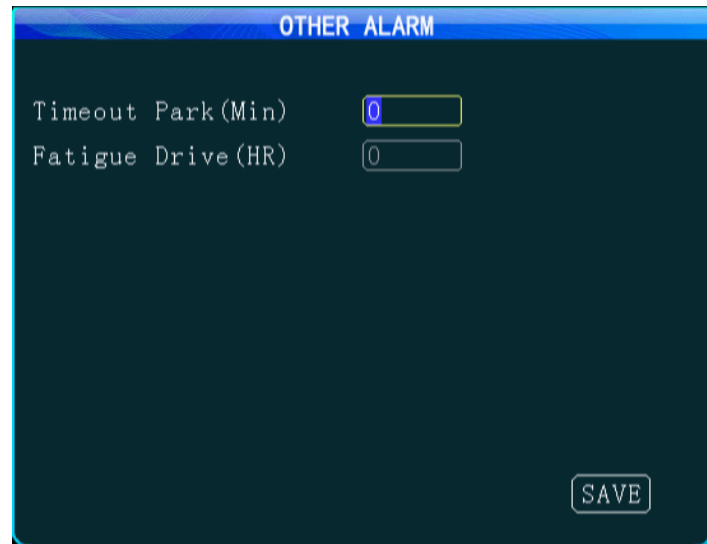 OTHER ALARM
Timeout Park(Min) 0
Fatigue Drive(HR) 0
SAVE